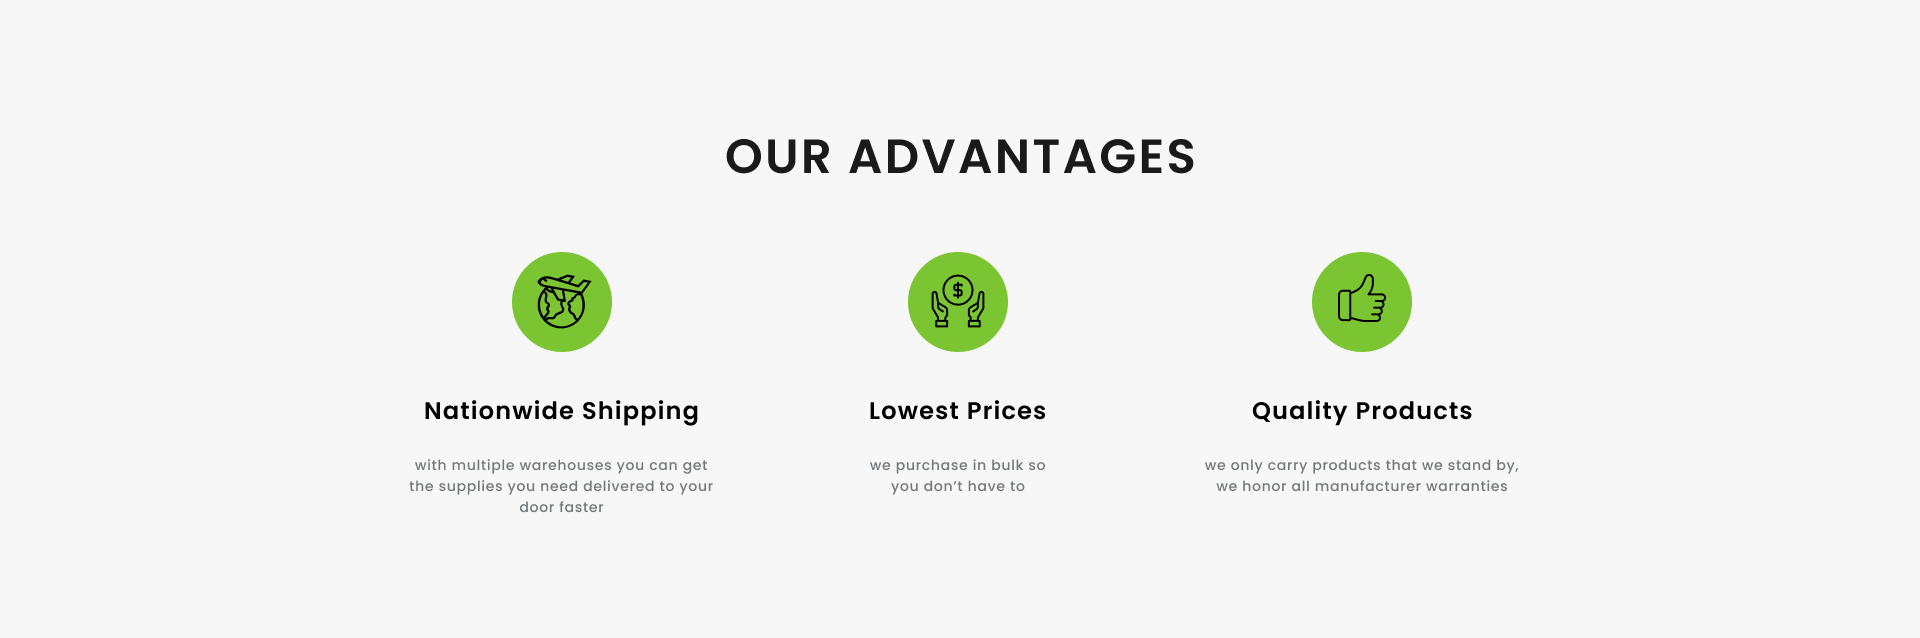 OUR ADVANTAGES
$
Nationwide Shipping
with multiple warehouses you can get
the supplies you need delivered to your
door faster
Lowest Prices
we purchase in bulk so
you don’t have to
Quality Products
we only carry products that we stand by,
we honor all manufacturer warranties